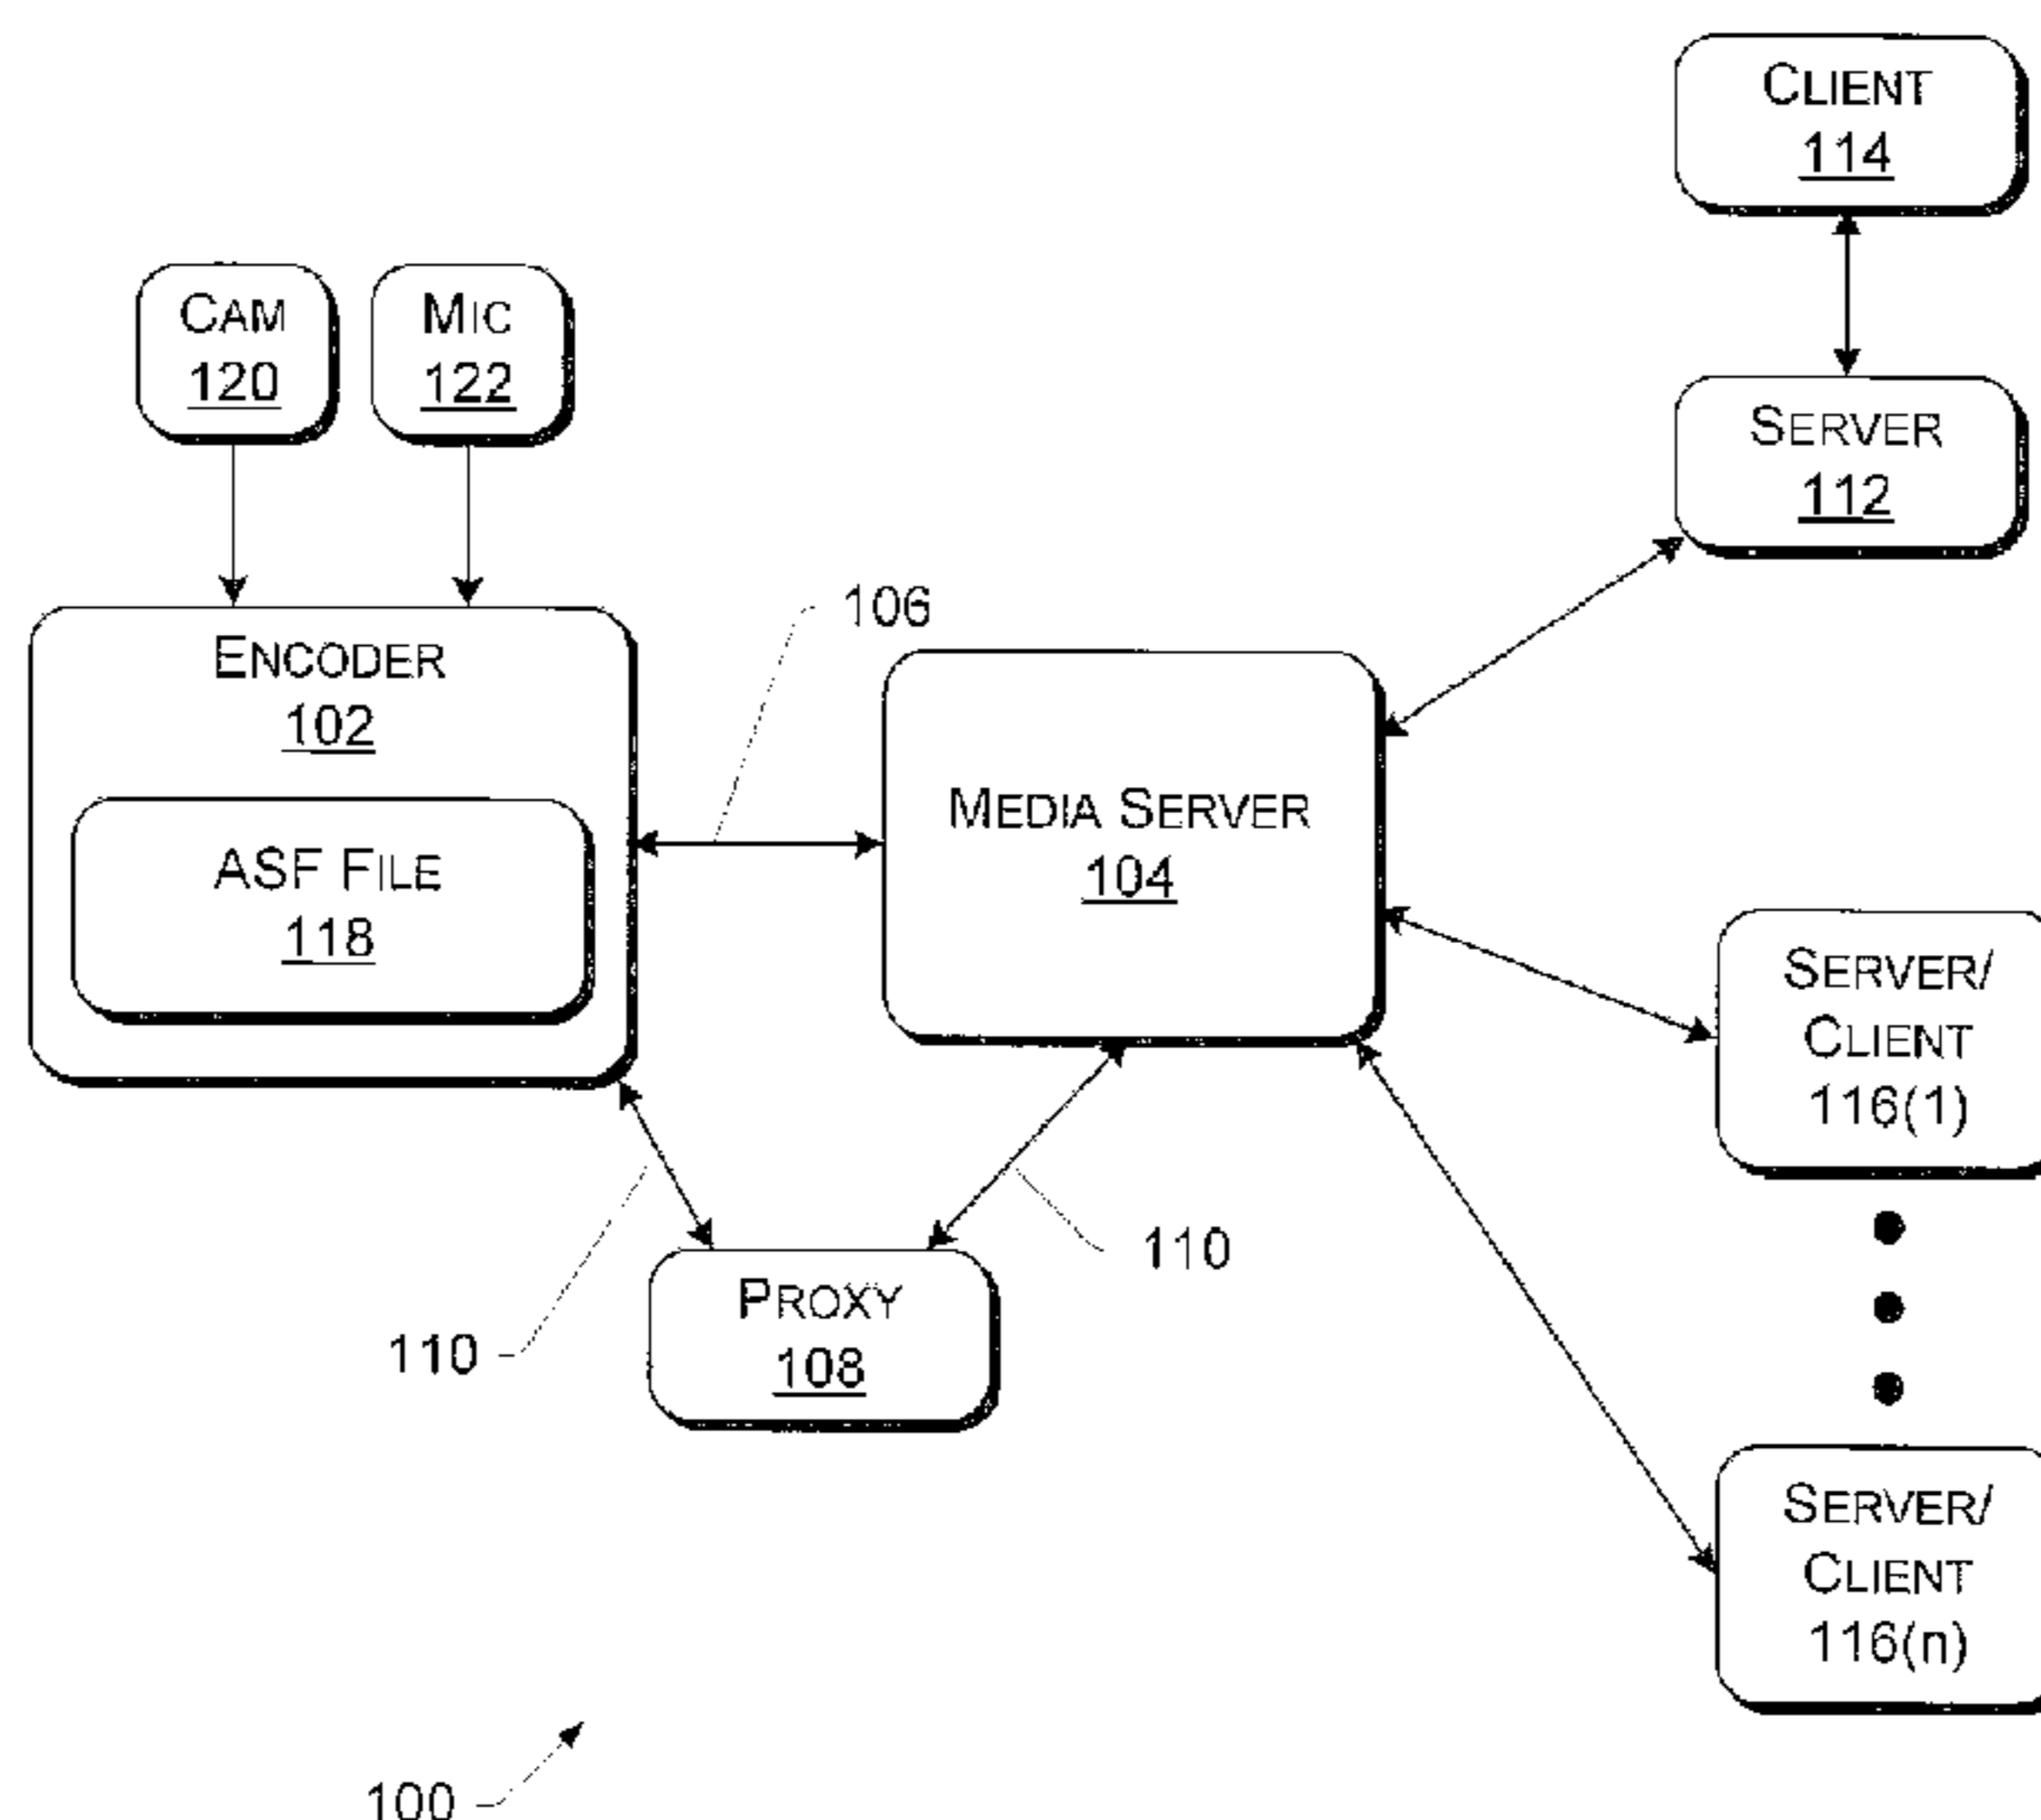 CLIENT
114
CAM
120
MIC
122
SERVER
112
106
ENCODER
102
MEDIA SERVER
104
ASF FILE
118
SERVER/
CLIENT
116(1)
110
110
PROXY
108
SERVER/
CLIENT
116(n)
100